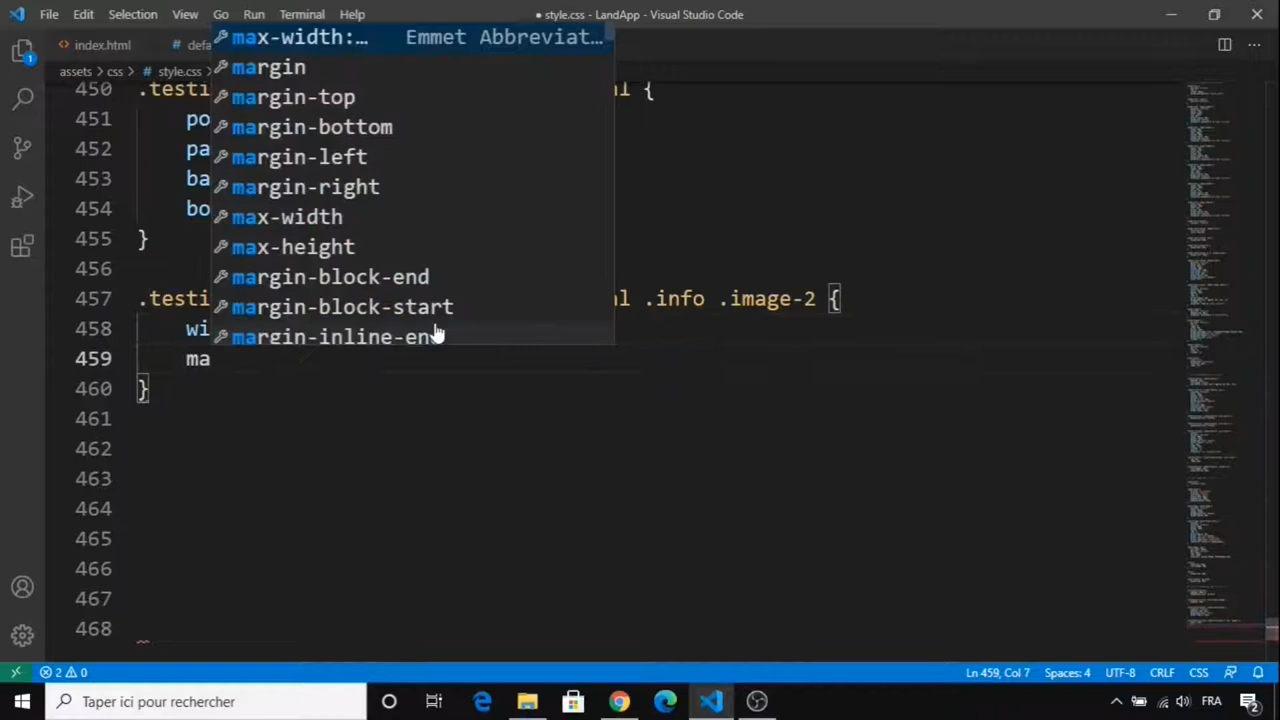 File Edit Selection View Go Run Terminal Help
● style.css - LandApp - Visual Studio Code
index.html
assets > css > # style.css >
max-width:… Emmet Abbreviat…
margin
margin-top
margin-bottom
margin-left
margin-right
max-width
max-height
margin-block-end
margin-block-start
margin-inline-en
450 .testi l {
451 po
452 pa
453 ba
454 bo
455 }
456
457 .testi l .info .image-2 {
458 wi
459 ma
460 }
461
462
463
464
465
466
467
468
1
2 0
Ln 459, Col 7 Spaces: 4 UTF-8 CRLF CSS
Taper ici pour rechercher
FRA
2